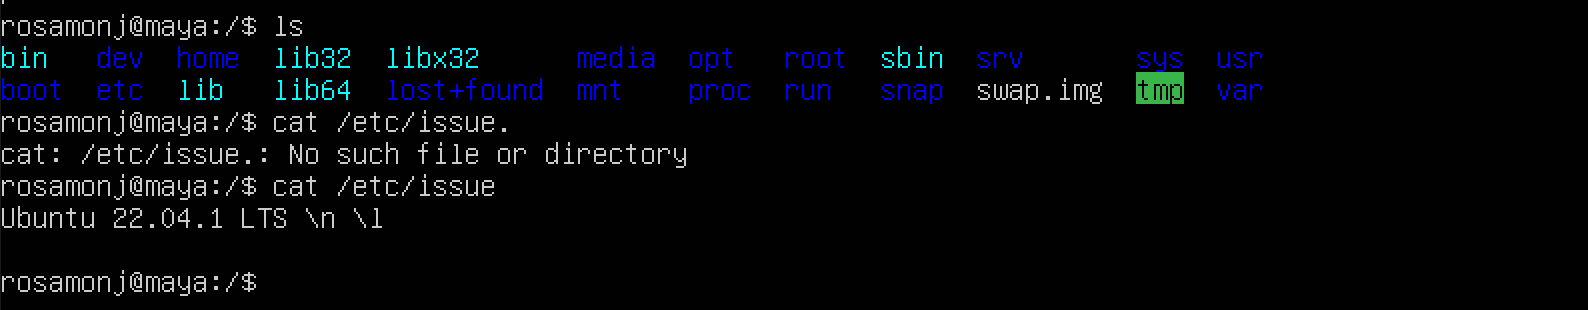 rosamonj@maya:/$ ls
bin   dev  home  lib32  libx32      media  opt   root  sbin  srv       sys  usr
boot  etc  lib   lib64  lost+found  mnt    proc  run   snap  swap.img  tmp  var
rosamonj@maya:/$ cat /etc/issue.
cat: /etc/issue.: No such file or directory
rosamonj@maya:/$ cat /etc/issue
Ubuntu 22.04.1 LTS \n \l
rosamonj@maya:/$